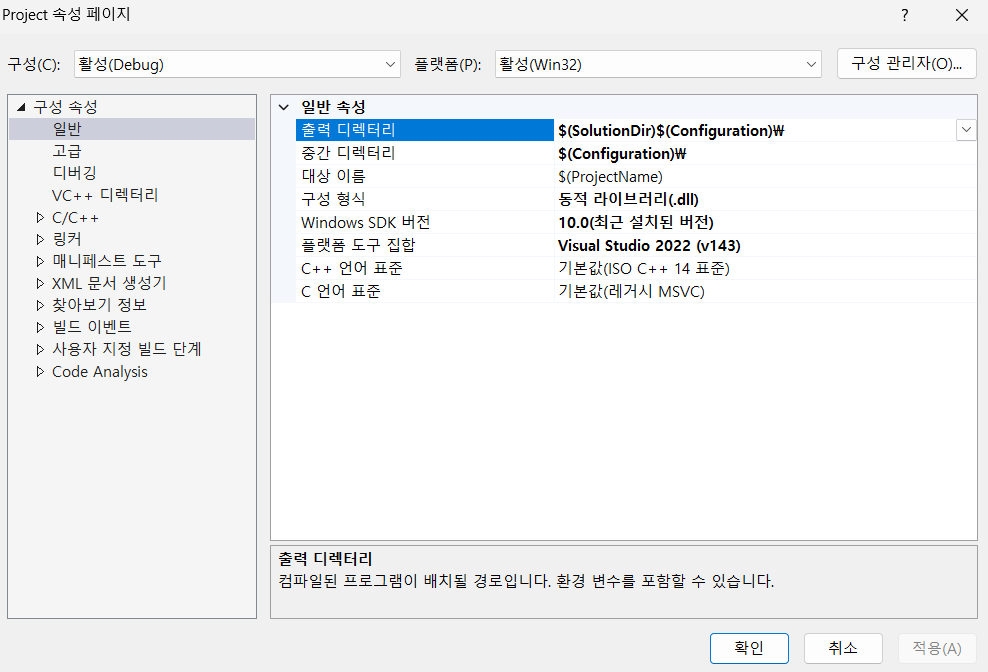 Project 속성 페이지
구성(C): 활성(Debug) 플랫폼(P): 활성(Win32) 구성 관리자(O)...
구성 속성
일반
고급
디버깅
VC++ 디렉터리
C/C++
링커
매니페스트 도구
XML 문서 생성기
찾아보기 정보
빌드 이벤트
사용자 지정 빌드 단계
Code Analysis
일반 속성
출력 디렉터리 $(SolutionDir)$(Configuration)₩
중간 디렉터리 $(Configuration)₩
대상 이름 $(ProjectName)
구성 형식 동적 라이브러리(.dll)
Windows SDK 버전 10.0(최근 설치된 버전)
플랫폼 도구 집합 Visual Studio 2022 (v143)
C++ 언어 표준 기본값(ISO C++ 14 표준)
C 언어 표준 기본값(레거시 MSVC)
출력 디렉터리
컴파일된 프로그램이 배치될 경로입니다. 환경 변수를 포함할 수 있습니다.
확인 취소 적용(A)